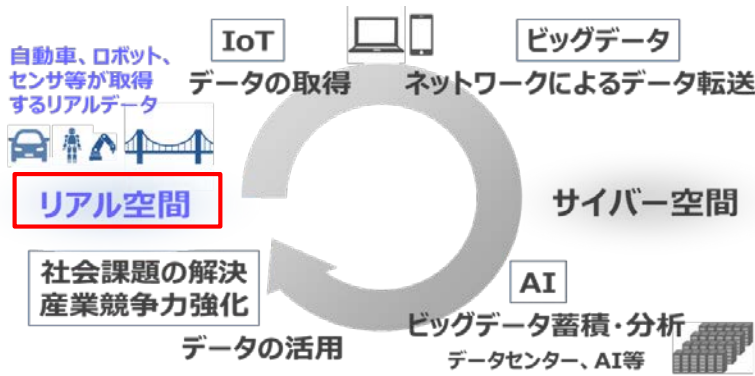 IoT
ビッグデータ
自動車、ロボット、
センサ等が取得
するリアルデータ
データの取得
ネットワークによるデータ転送
リアル空間
サイバー空間
社会課題の解決
産業競争力強化
AI
ビッグデータ蓄積・分析
データの活用
データセンター、AI等